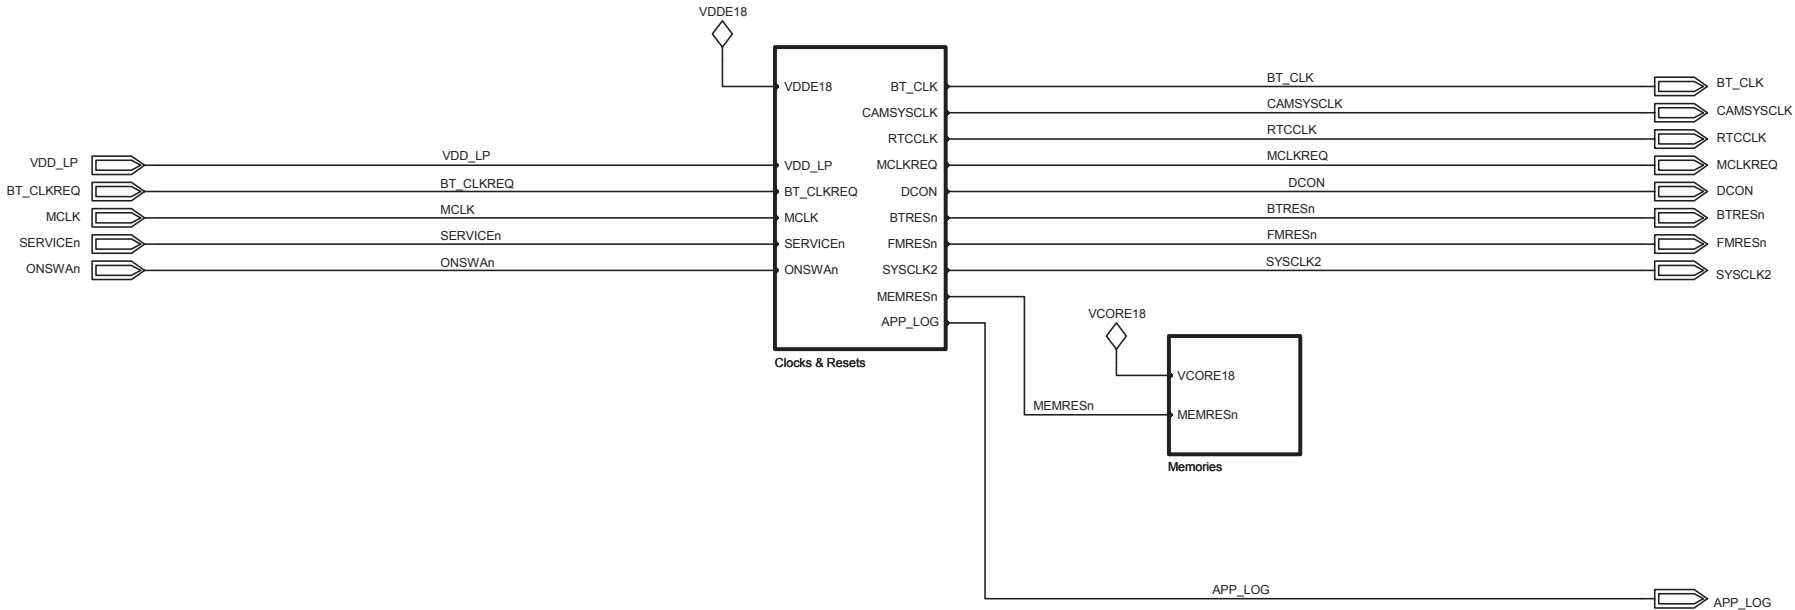 VDDE18
VDDE18 BT_CLK BT_CLK BT_CLK
CAMSYSCLK CAMSYSCLK CAMSYSCLK
RTCCLK RTCCLK RTCCLK
VDD_LP VDD_LP VDD_LP MCLKREQ MCLKREQ MCLKREQ
BT_CLKREQ BT_CLKREQ BT_CLKREQ DCON DCON DCON
MCLK MCLK MCLK BTRESn BTRESn BTRESn
SERVICEn SERVICEn SERVICEn FMRESn FMRESn FMRESn
ONSWAn ONSWAn ONSWAn SYSCLK2 SYSCLK2 SYSCLK2
MEMRESn
APP_LOG
Clocks & Resets
VCORE18
VCORE18
MEMRESn MEMRESn
Memories
APP_LOG APP_LOG